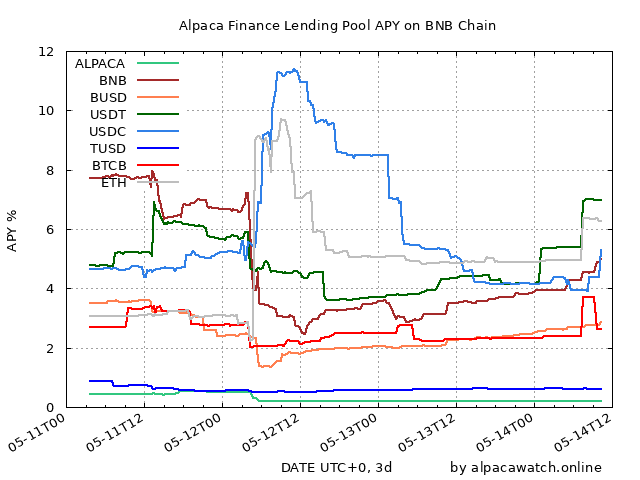 Alpaca Finance Lending Pool APY on BNB Chain
12
10
8
6
4
2
0
APY %
ALPACA
BNB
BUSD
USDT
USDC
TUSD
BTCB
ETH
05-11T00
05-11T12
05-12T00
05-12T12
05-13T00
05-13T12
05-14T00
05-14T12
DATE UTC+0, 3d
by alpacawatch.online